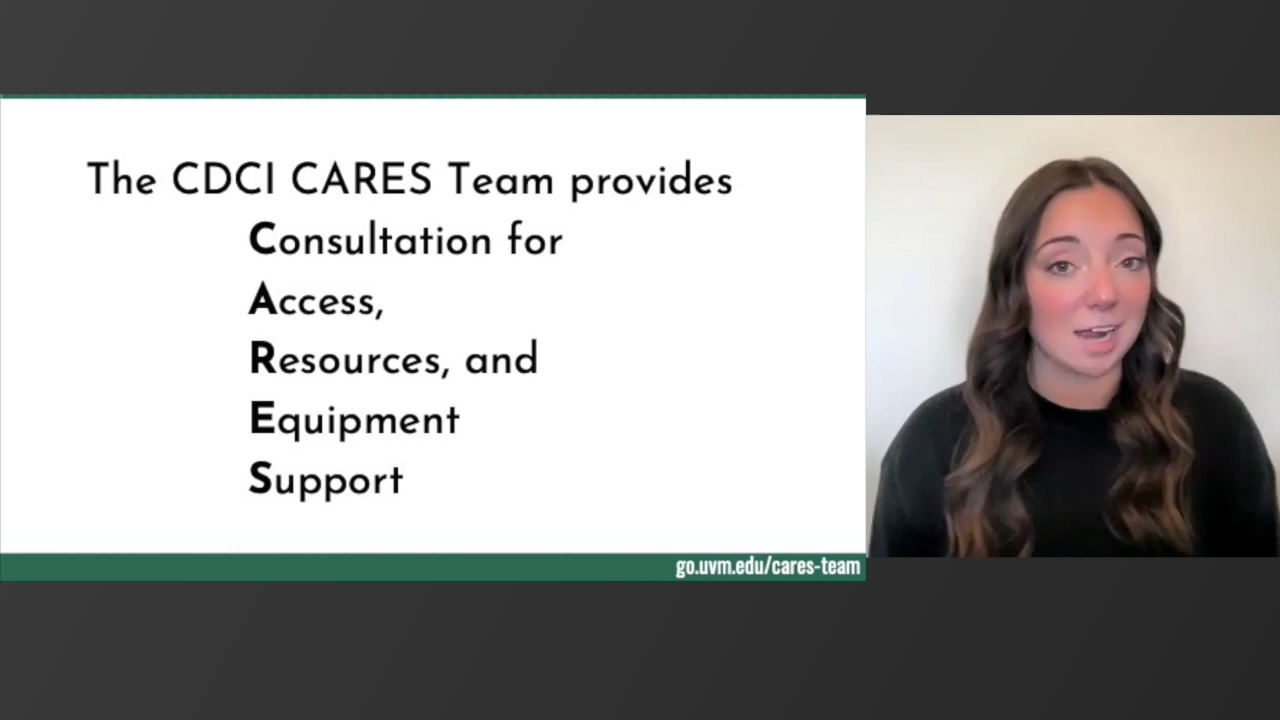 The CDCI CARES Team provides
Consultation for
Access,
Resources, and
Equipment
Support
go.uvm.edu/cares-team